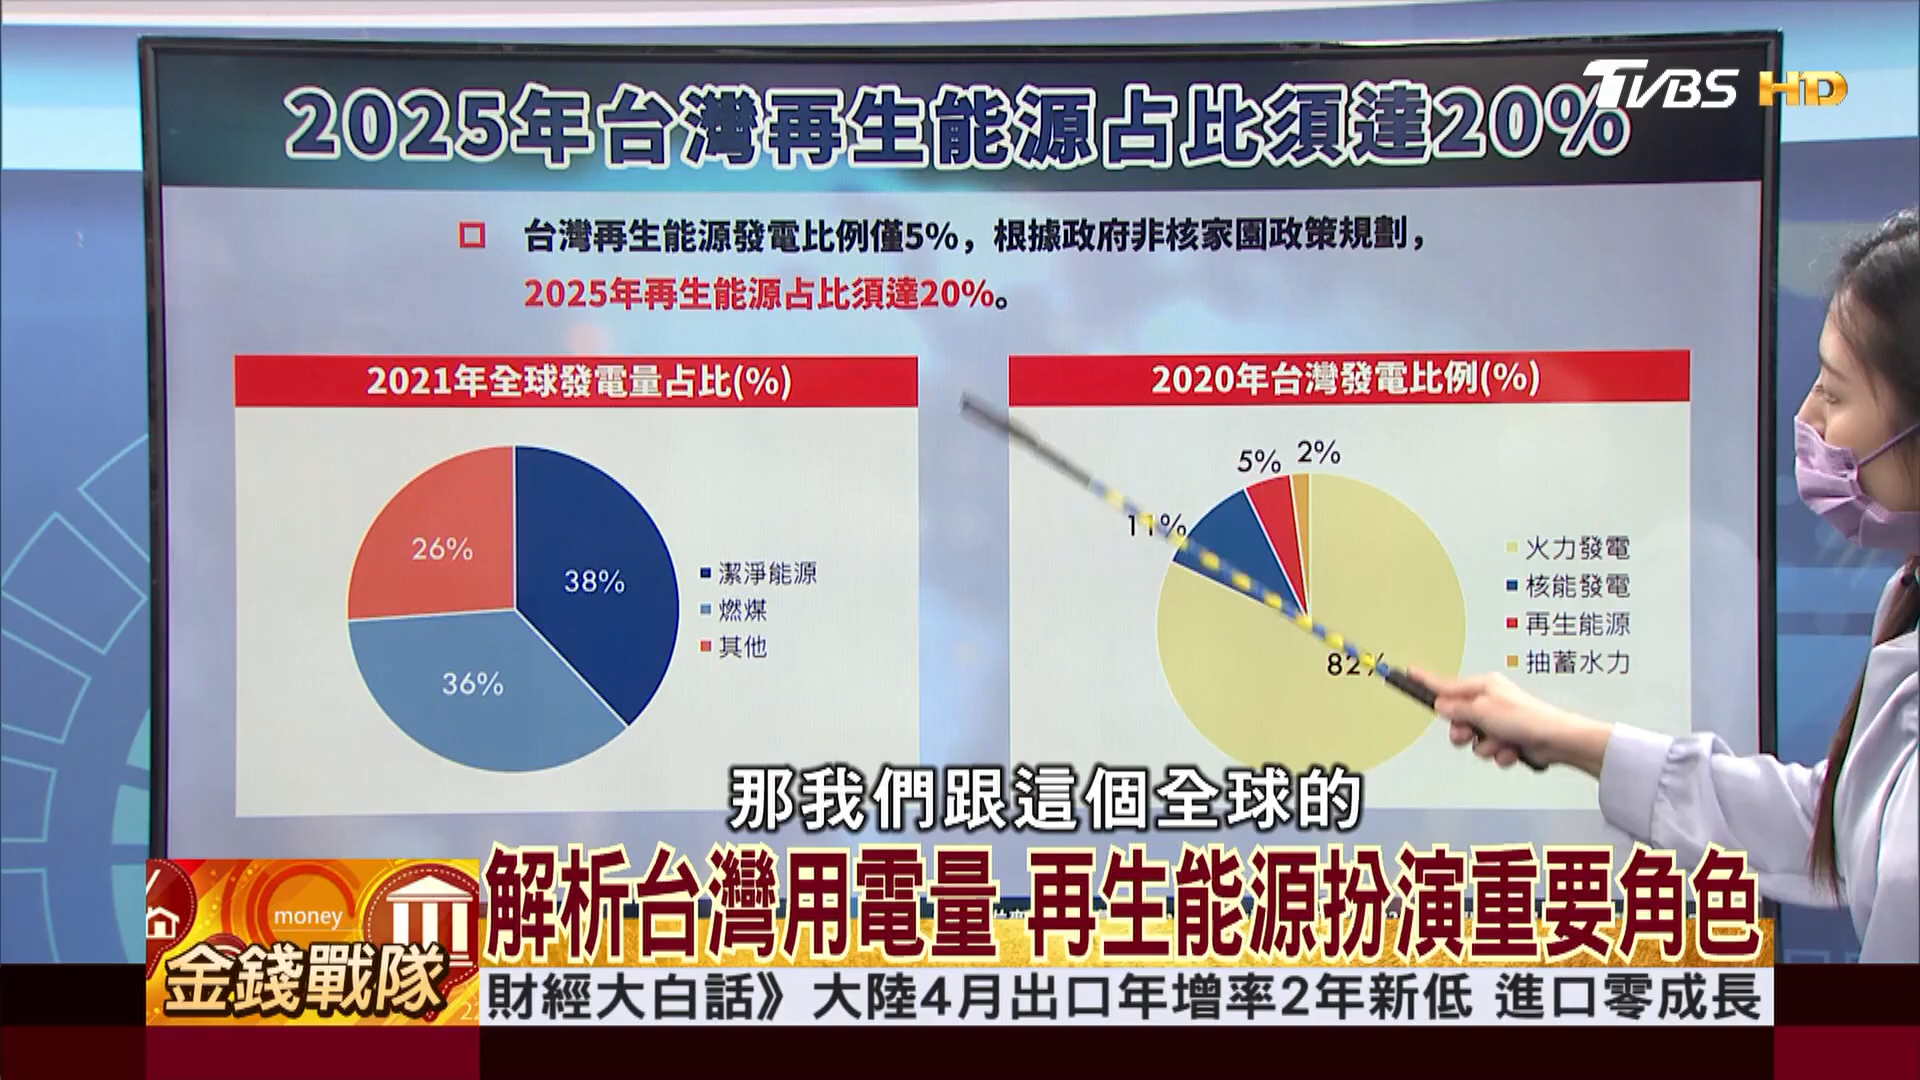 TVBS HD
2025年台灣再生能源占比須達20%
台灣再生能源發電比例僅5%，根據政府非核家園政策規劃，
2025年再生能源占比須達20%。
2021年全球發電量占比(%)
26%
38%
36%
潔淨能源
燃煤
其他
2020年台灣發電比例(%)
5%
2%
11%
82%
火力發電
核能發電
再生能源
抽蓄水力
那我們跟這個全球的
解析台灣用電量 再生能源扮演重要角色
money
金錢戰隊
財經大白話》大陸4月出口年增率2年新低 進口零成長